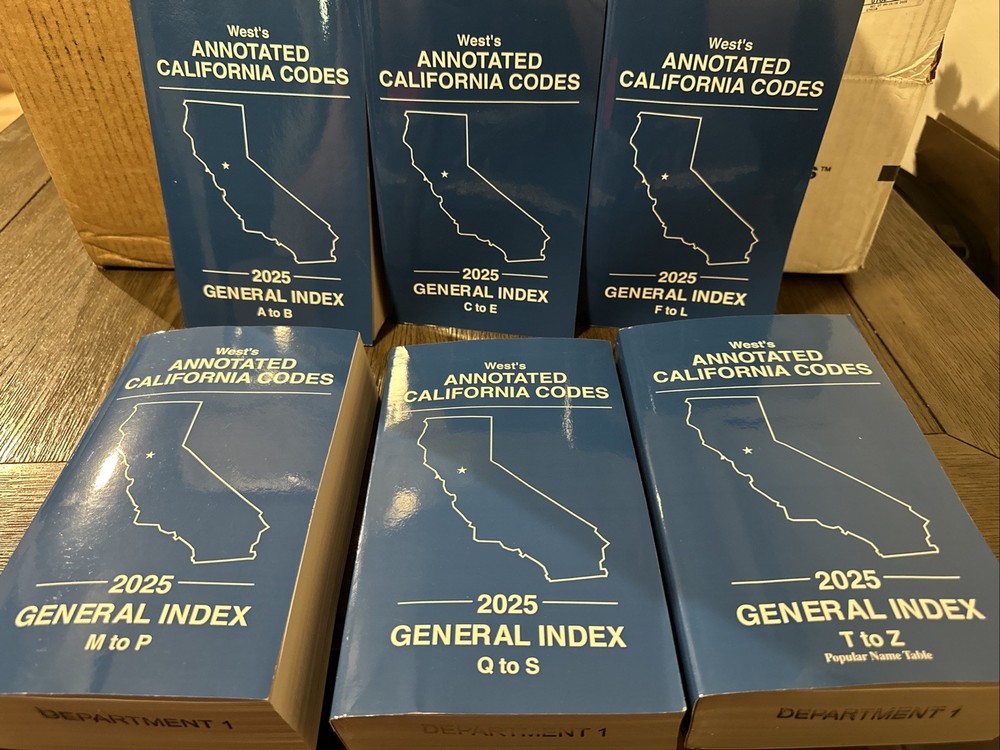 West's
ANNOTATED
CALIFORNIA CODES
2025
GENERAL INDEX
A to B
West's
ANNOTATED
CALIFORNIA CODES
2025
GENERAL INDEX
C to E
West's
ANNOTATED
CALIFORNIA CODES
2025
GENERAL INDEX
F to L
West's
ANNOTATED
CALIFORNIA CODES
2025
GENERAL INDEX
M to P
DEPARTMENT 1
West's
ANNOTATED
CALIFORNIA CODES
2025
GENERAL INDEX
Q to S
DEPARTMENT 1
West's
ANNOTATED
CALIFORNIA CODES
2025
GENERAL INDEX
T to Z
Popular Name Table
DEPARTMENT 1